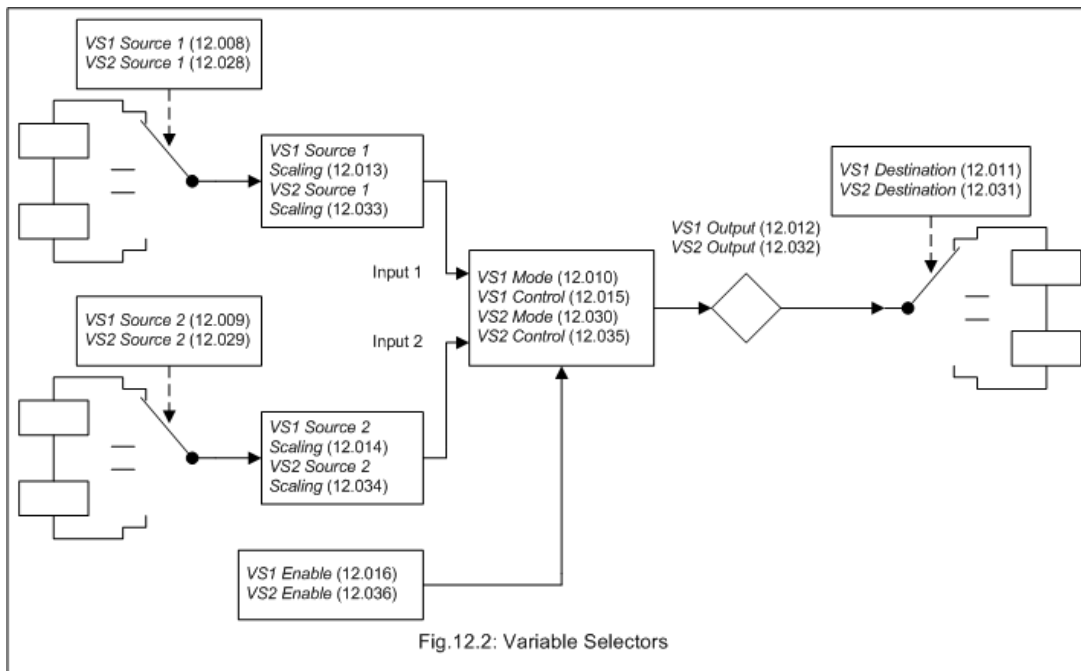 VS1 Source 1 (12.008)
VS2 Source 1 (12.028)
VS1 Source 1
Scaling (12.013)
VS2 Source 1
Scaling (12.033)
VS1 Destination (12.011)
VS2 Destination (12.031)
VS1 Output (12.012)
VS2 Output (12.032)
Input 1
VS1 Mode (12.010)
VS1 Control (12.015)
VS2 Mode (12.030)
VS2 Control (12.035)
Input 2
VS1 Source 2 (12.009)
VS2 Source 2 (12.029)
VS1 Source 2
Scaling (12.014)
VS2 Source 2
Scaling (12.034)
VS1 Enable (12.016)
VS2 Enable (12.036)
Fig.12.2: Variable Selectors